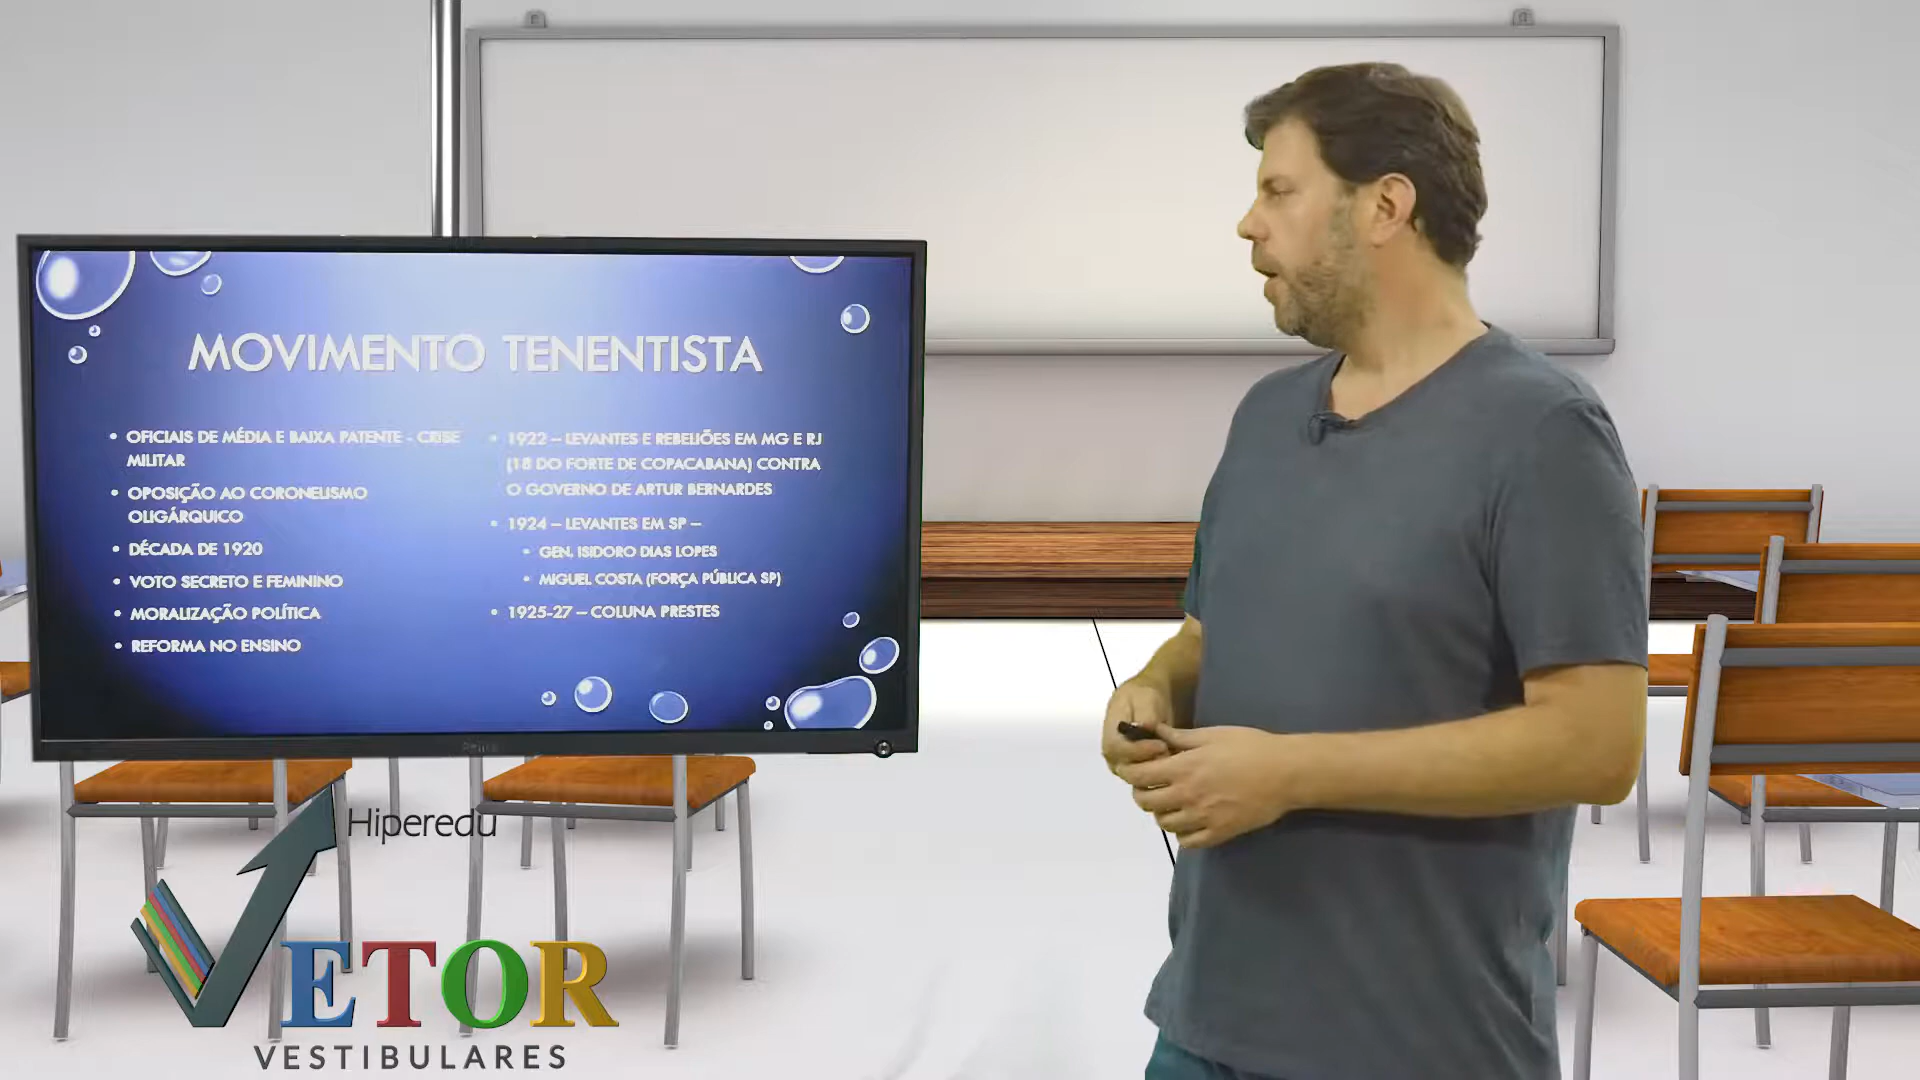 MOVIMENTO TENENTISTA
• OFICIAIS DE MÉDIA E BAIXA PATENTE - CRISE
MILITAR
• OPOSIÇÃO AO CORONELISMO
OLIGÁRQUICO
• DÉCADA DE 1920
• VOTO SECRETO E FEMININO
• MORALIZAÇÃO POLÍTICA
• REFORMA NO ENSINO
• 1922 – LEVANTES E REBELIÕES EM MG E RJ
(18 DO FORTE DE COPACABANA) CONTRA
O GOVERNO DE ARTUR BERNARDES
• 1924 – LEVANTES EM SP –
• GEN. ISIDORO DIAS LOPES
• MIGUEL COSTA (FORÇA PÚBLICA SP)
• 1925-27 – COLUNA PRESTES
Hiperedu
VETOR
VESTIBULARES